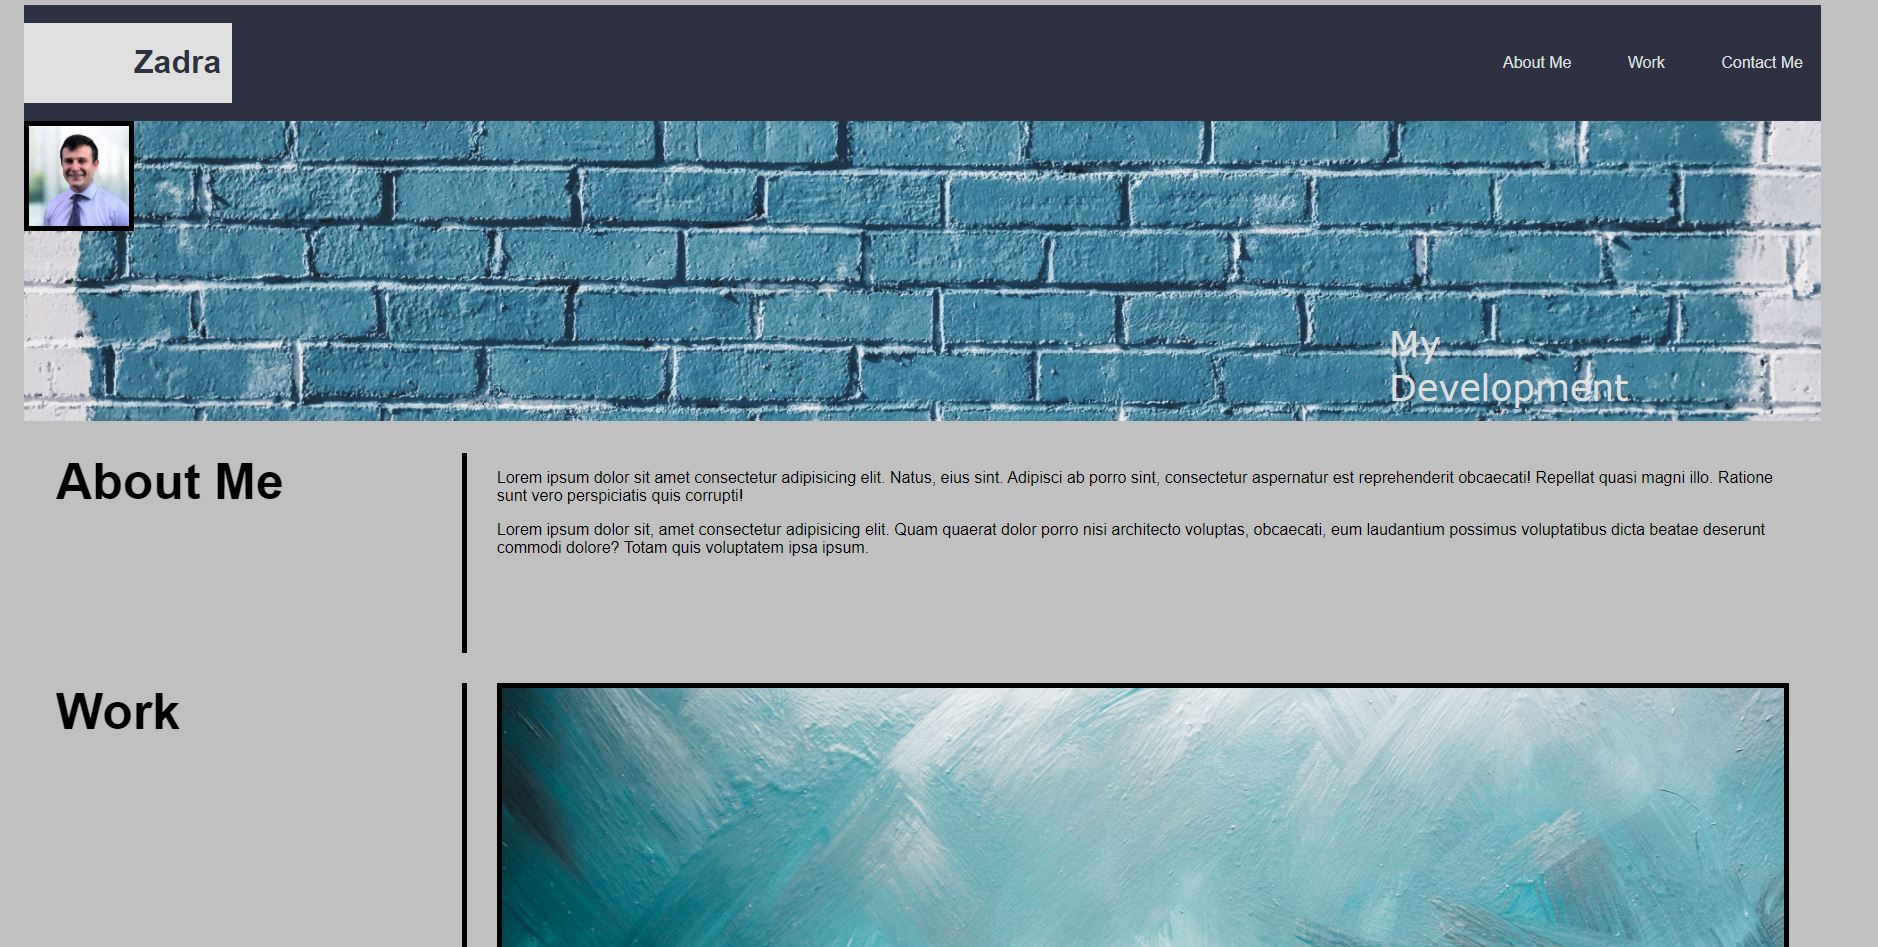 Zadra
About Me
Work
Contact Me
My
Development
About Me
Lorem ipsum dolor sit amet consectetur adipisicing elit. Natus, eius sint. Adipisci ab porro sint, consectetur aspernatur est reprehenderit obcaecati! Repellat quasi magni illo. Ratione
sunt vero perspiciatis quis corrupti!
Lorem ipsum dolor sit, amet consectetur adipisicing elit. Quam quaerat dolor porro nisi architecto voluptas, obcaecati, eum laudantium possimus voluptatibus dicta beatae deserunt
commodi dolore? Totam quis voluptatem ipsa ipsum.
Work